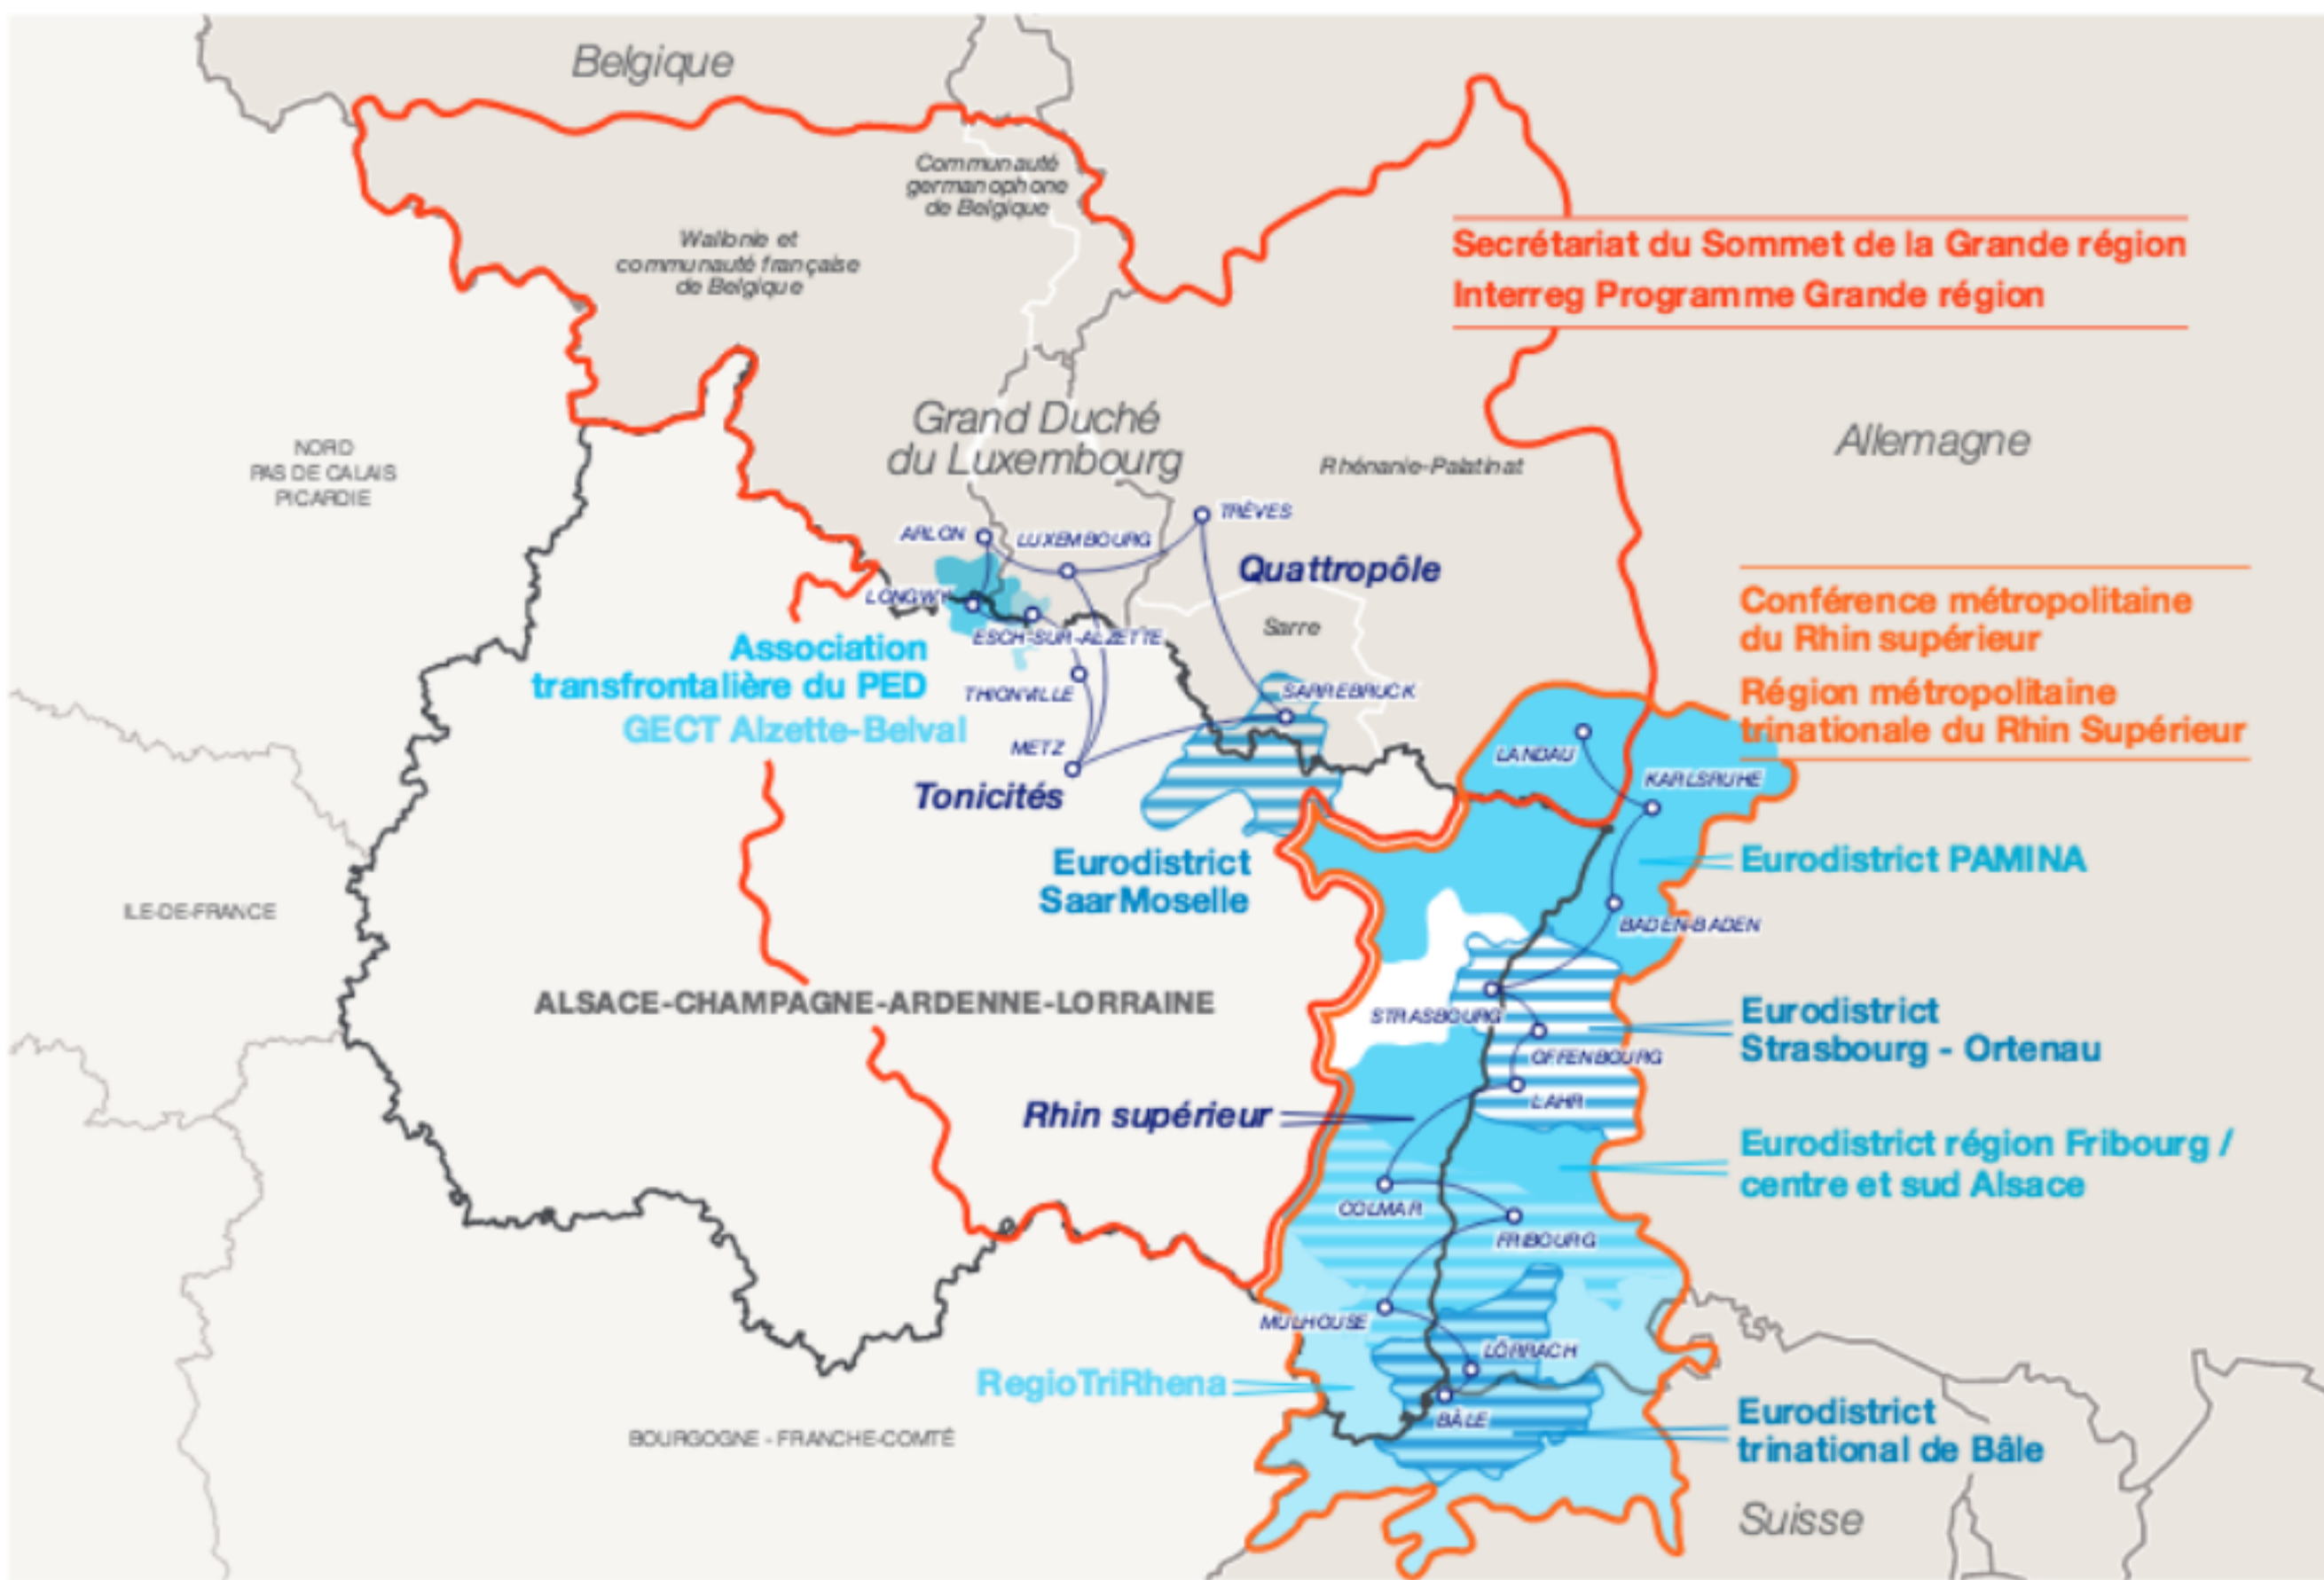 Belgique
Communauté
germanophone
de Belgique
Wallonie et
communauté française
de Belgique
Secrétariat du Sommet de la Grande région
Interreg Programme Grande région
Grand Duché
du Luxembourg
Allemagne
NORD
PAS DE CALAIS
PICARDIE
Rhénanie-Palatinat
TRÈVES
ARLON
LUXEMBOURG
Quattropôle
LONGWY
Sarre
ESCH-SUR-ALZETTE
Conférence métropolitaine
du Rhin supérieur
Région métropolitaine
trinationale du Rhin Supérieur
Association
transfrontalière du PED
GECT Alzette-Belval
THIONVILLE
SARREBRUCK
METZ
Tonicités
LANDAU
KARLSRUHE
Eurodistrict
SaarMoselle
Eurodistrict PAMINA
ILE-DE-FRANCE
BADEN-BADEN
ALSACE-CHAMPAGNE-ARDENNE-LORRAINE
STRASBOURG
Eurodistrict
Strasbourg - Ortenau
OFFENBOURG
LAHR
Rhin supérieur
Eurodistrict région Fribourg /
centre et sud Alsace
COLMAR
FRIBOURG
MULHOUSE
LÖRRACH
RegioTriRhena
BÂLE
Eurodistrict
trinational de Bâle
BOURGOGNE - FRANCHE-COMTÉ
Suisse